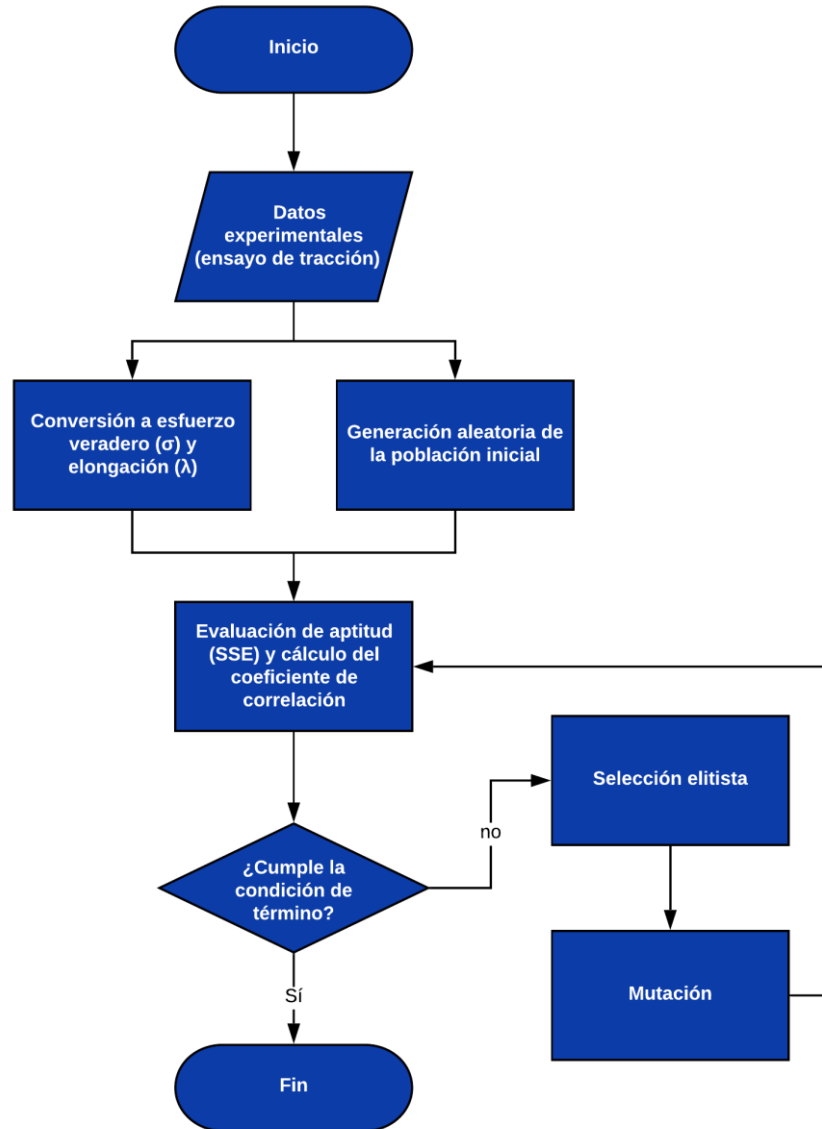 Inicio
Datos
experimentales
(ensayo de tracción)
Conversión a esfuerzo
veradero (σ) y
elongación (λ)
Generación aleatoria de
la población inicial
Evaluación de aptitud
(SSE) y cálculo del
coeficiente de
correlación
Selección elitista
no
¿Cumple la
condición de
término?
Mutación
Sí
Fin